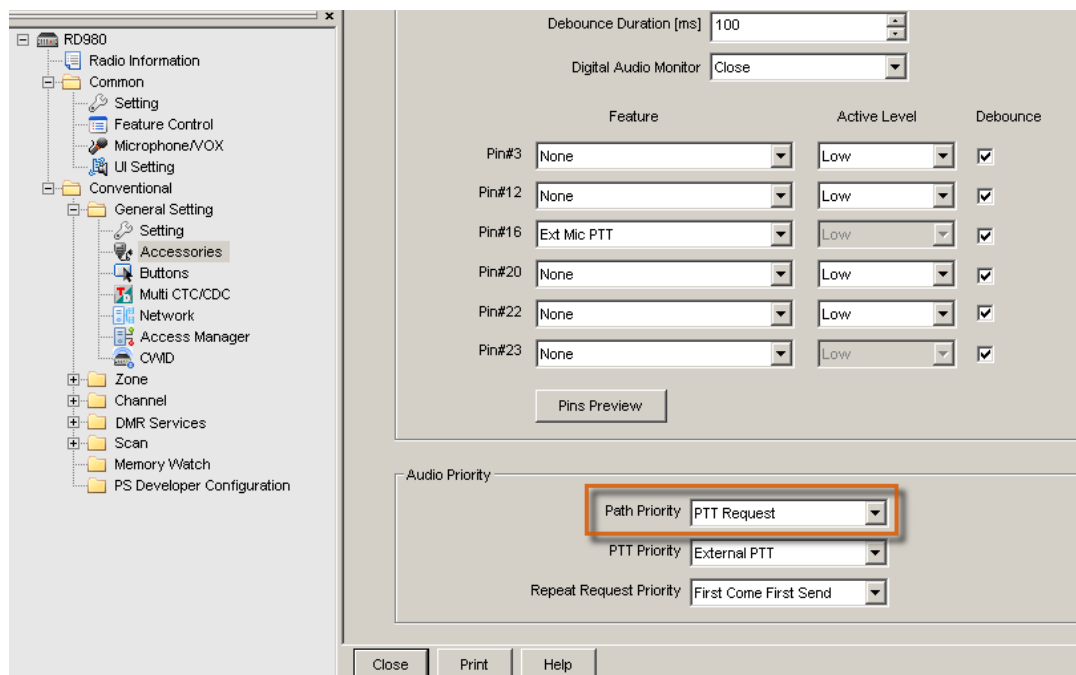 x
RD980
Radio Information
Common
Setting
Feature Control
Microphone/VOX
UI Setting
Conventional
General Setting
Setting
Accessories
Buttons
Multi CTC/CDC
Network
Access Manager
CWID
Zone
Channel
DMR Services
Scan
Memory Watch
PS Developer Configuration
Debounce Duration [ms] 100
Digital Audio Monitor Close
Feature Active Level Debounce
Pin#3 None Low
Pin#12 None Low
Pin#16 Ext Mic PTT Low
Pin#20 None Low
Pin#22 None Low
Pin#23 None Low
Pins Preview
Audio Priority
Path Priority PTT Request
PTT Priority External PTT
Repeat Request Priority First Come First Send
Close Print Help